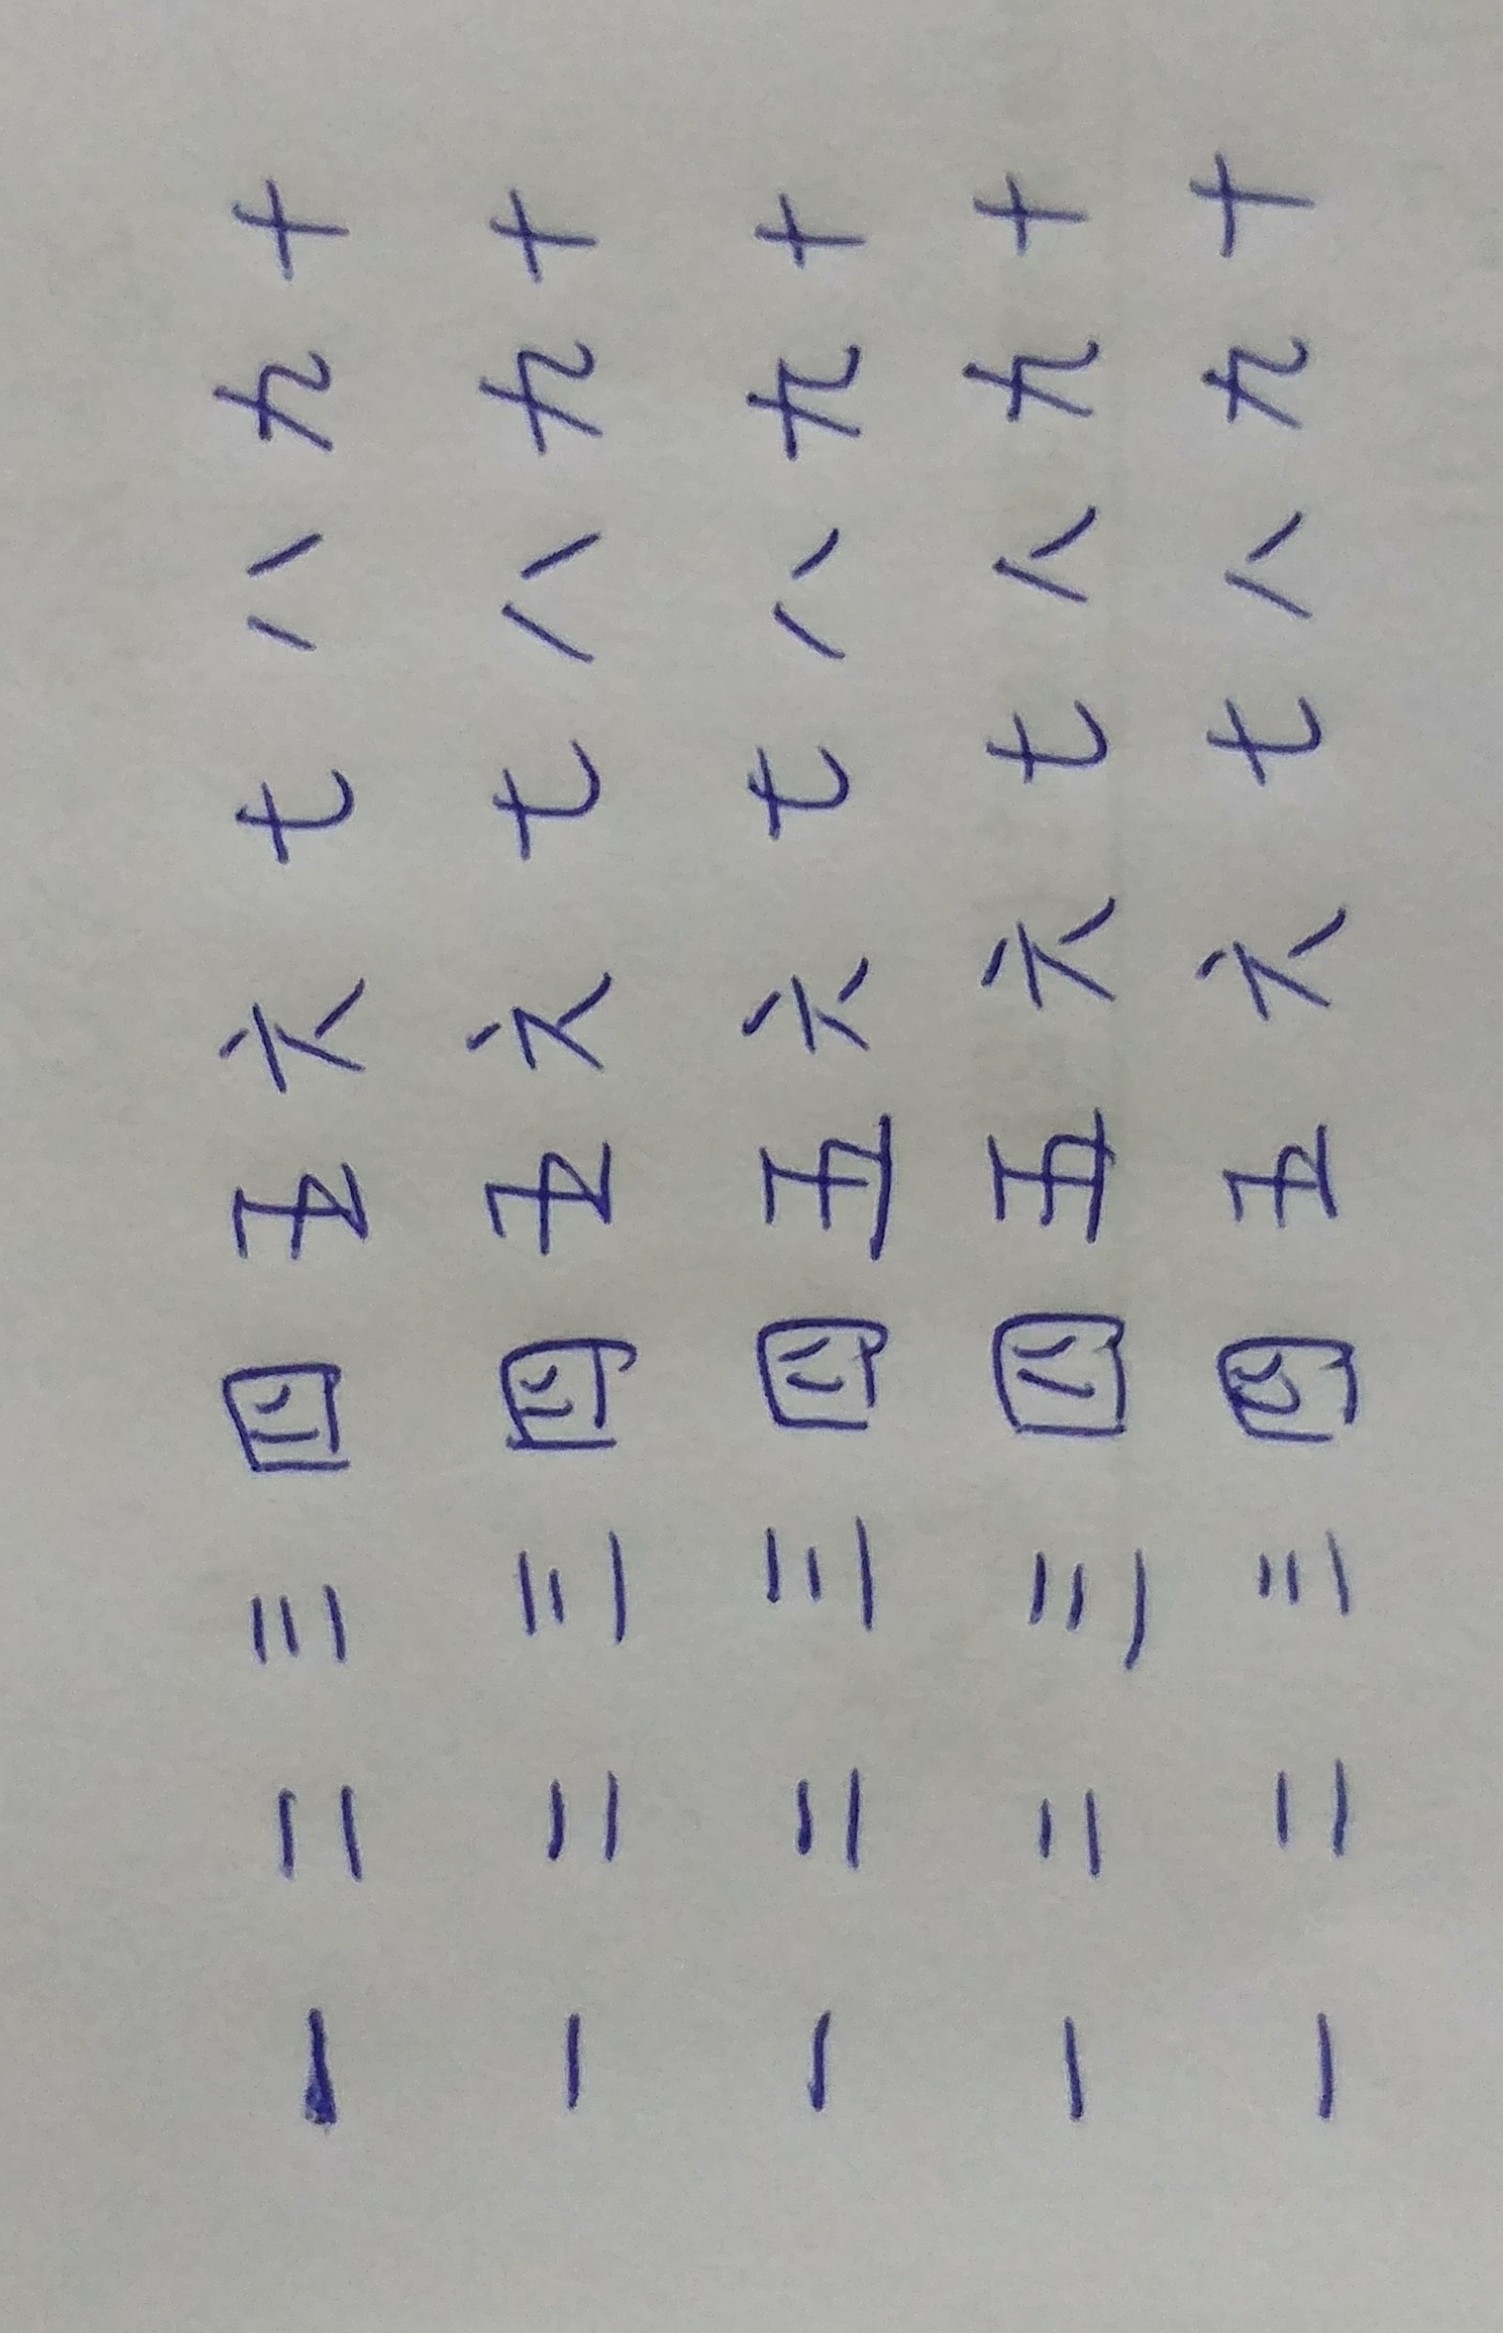 一 二 三 四 五 六 七 八 九 十
一 二 三 四 五 六 七 八 九 十
一 二 三 四 五 六 七 八 九 十
一 二 三 四 五 六 七 八 九 十
一 二 三 四 五 六 七 八 九 十